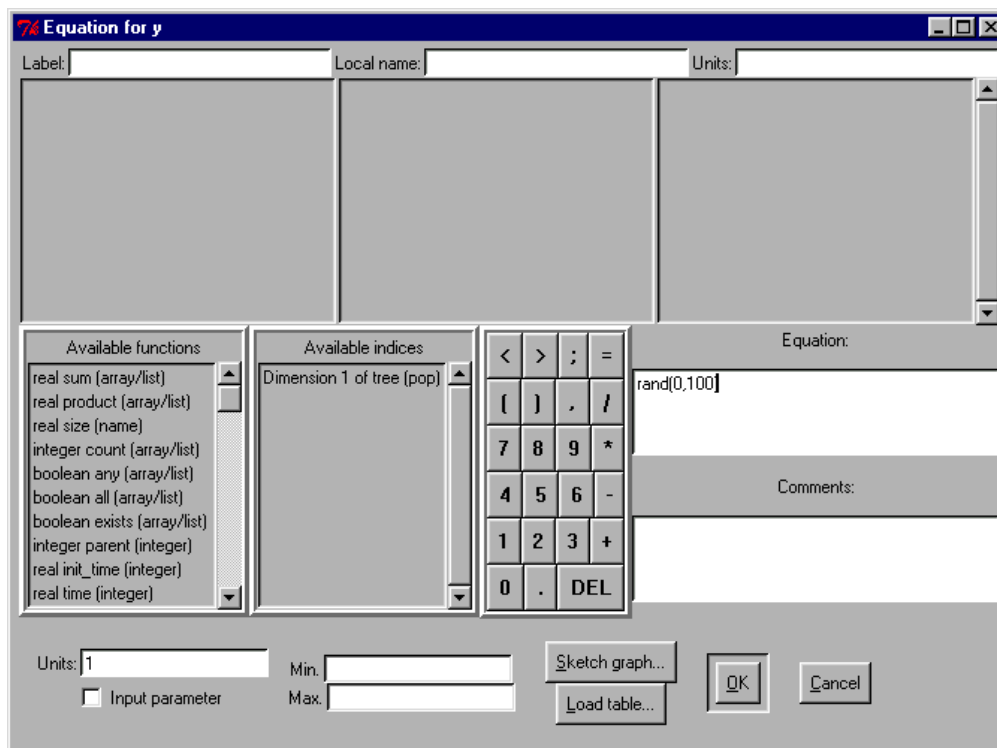 Equation for y
Label: Local name: Units:
Available functions
real sum (array/list)
real product (array/list)
real size (name)
integer count (array/list)
boolean any (array/list)
boolean all (array/list)
boolean exists (array/list)
integer parent (integer)
real init_time (integer)
real time (integer)
Available indices
Dimension 1 of tree (pop)
< > ; =
( ) , /
7 8 9 *
4 5 6 -
1 2 3 +
0 . DEL
Equation:
rand(0,100)
Comments:
Units: 1
Input parameter
Min.
Max.
Sketch graph...
Load table...
OK
Cancel